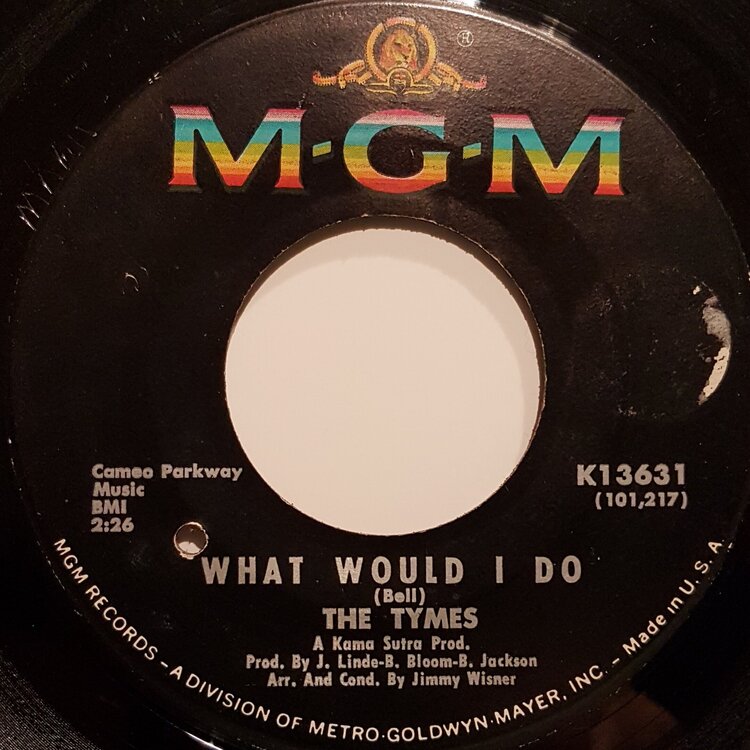 ®
M-G-M
Cameo Parkway
Music
BMI
2:26
K13631
(101,217)
WHAT WOULD I DO
(Bell)
THE TYMES
A Kama Sutra Prod.
Prod. By J. Linde-B. Bloom-B. Jackson
Arr. And Cond. By Jimmy Wisner
MGM RECORDS – A DIVISION OF METRO-GOLDWYN-MAYER, INC. – Made in U. S. A.